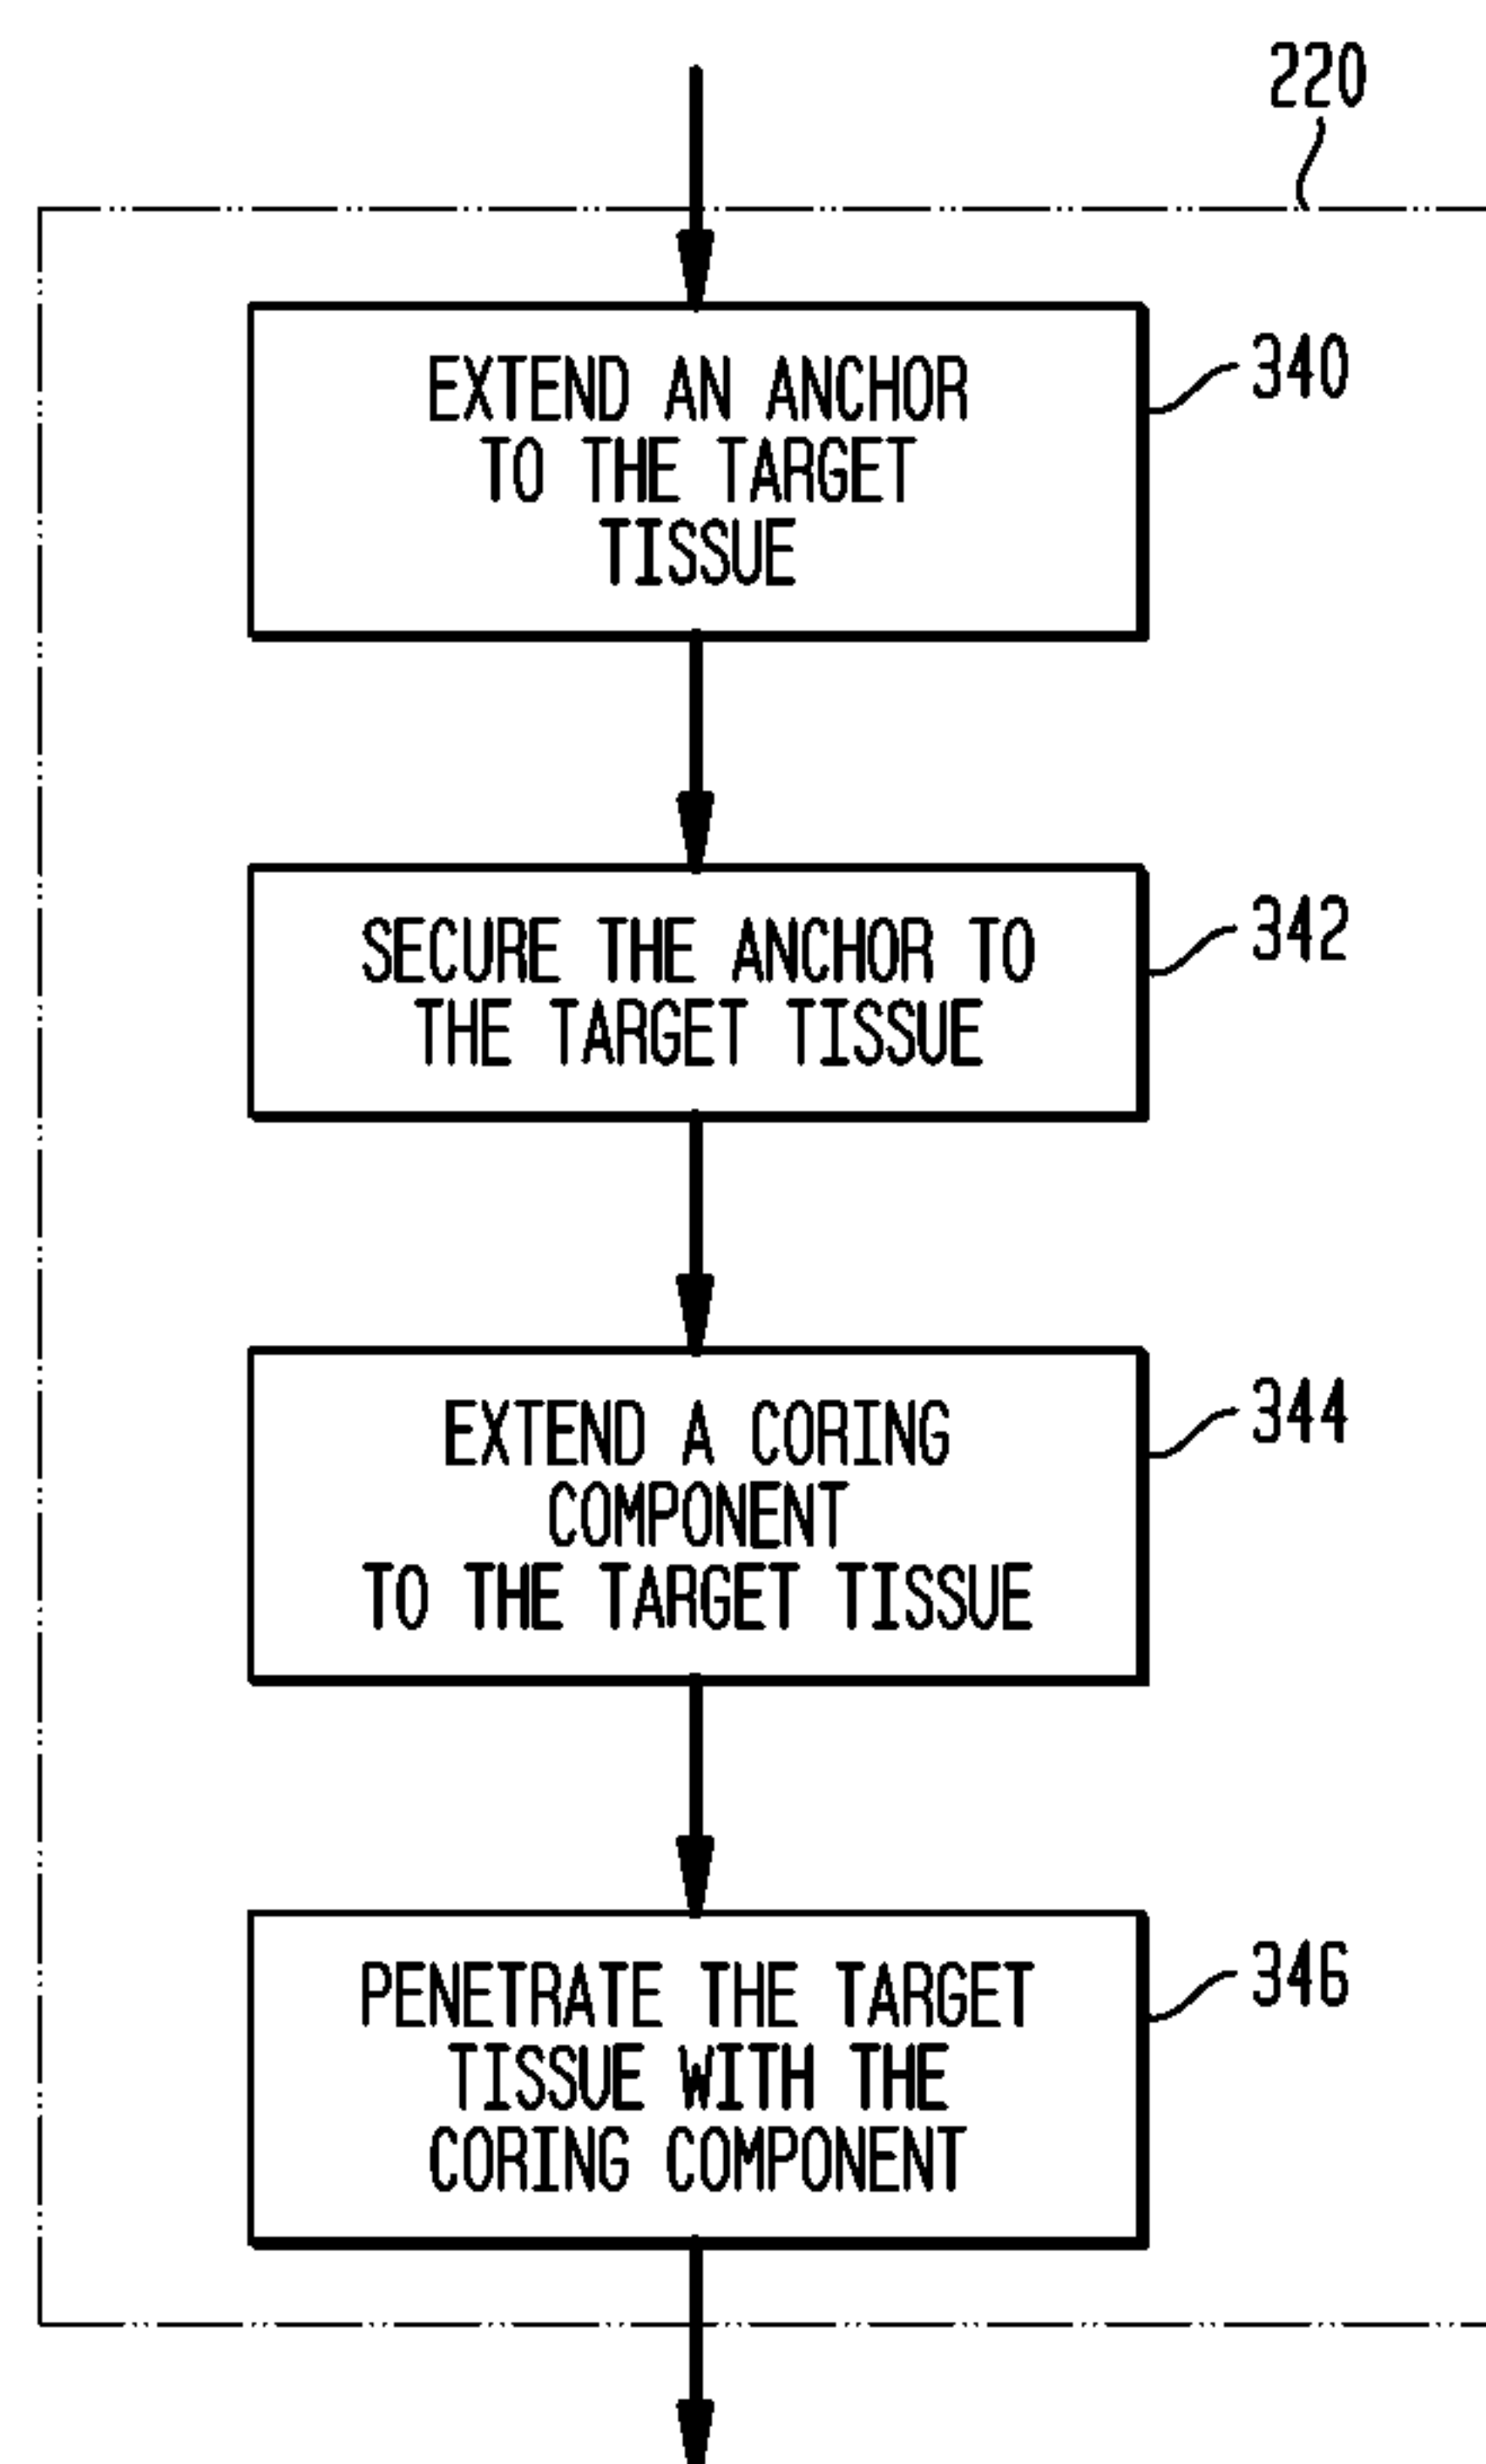 220
EXTEND AN ANCHOR
TO THE TARGET
TISSUE
340
SECURE THE ANCHOR TO
THE TARGET TISSUE
342
EXTEND A CORING
COMPONENT
TO THE TARGET TISSUE
344
PENETRATE THE TARGET
TISSUE WITH THE
CORING COMPONENT
346